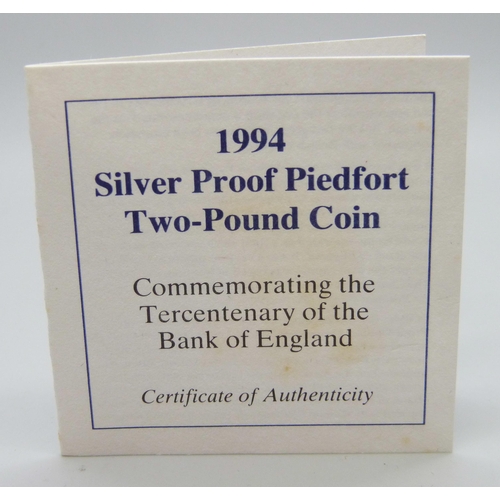 1994
Silver Proof Piedfort
Two-Pound Coin
Commemorating the
Tercentenary of the
Bank of England
Certificate of Authenticity